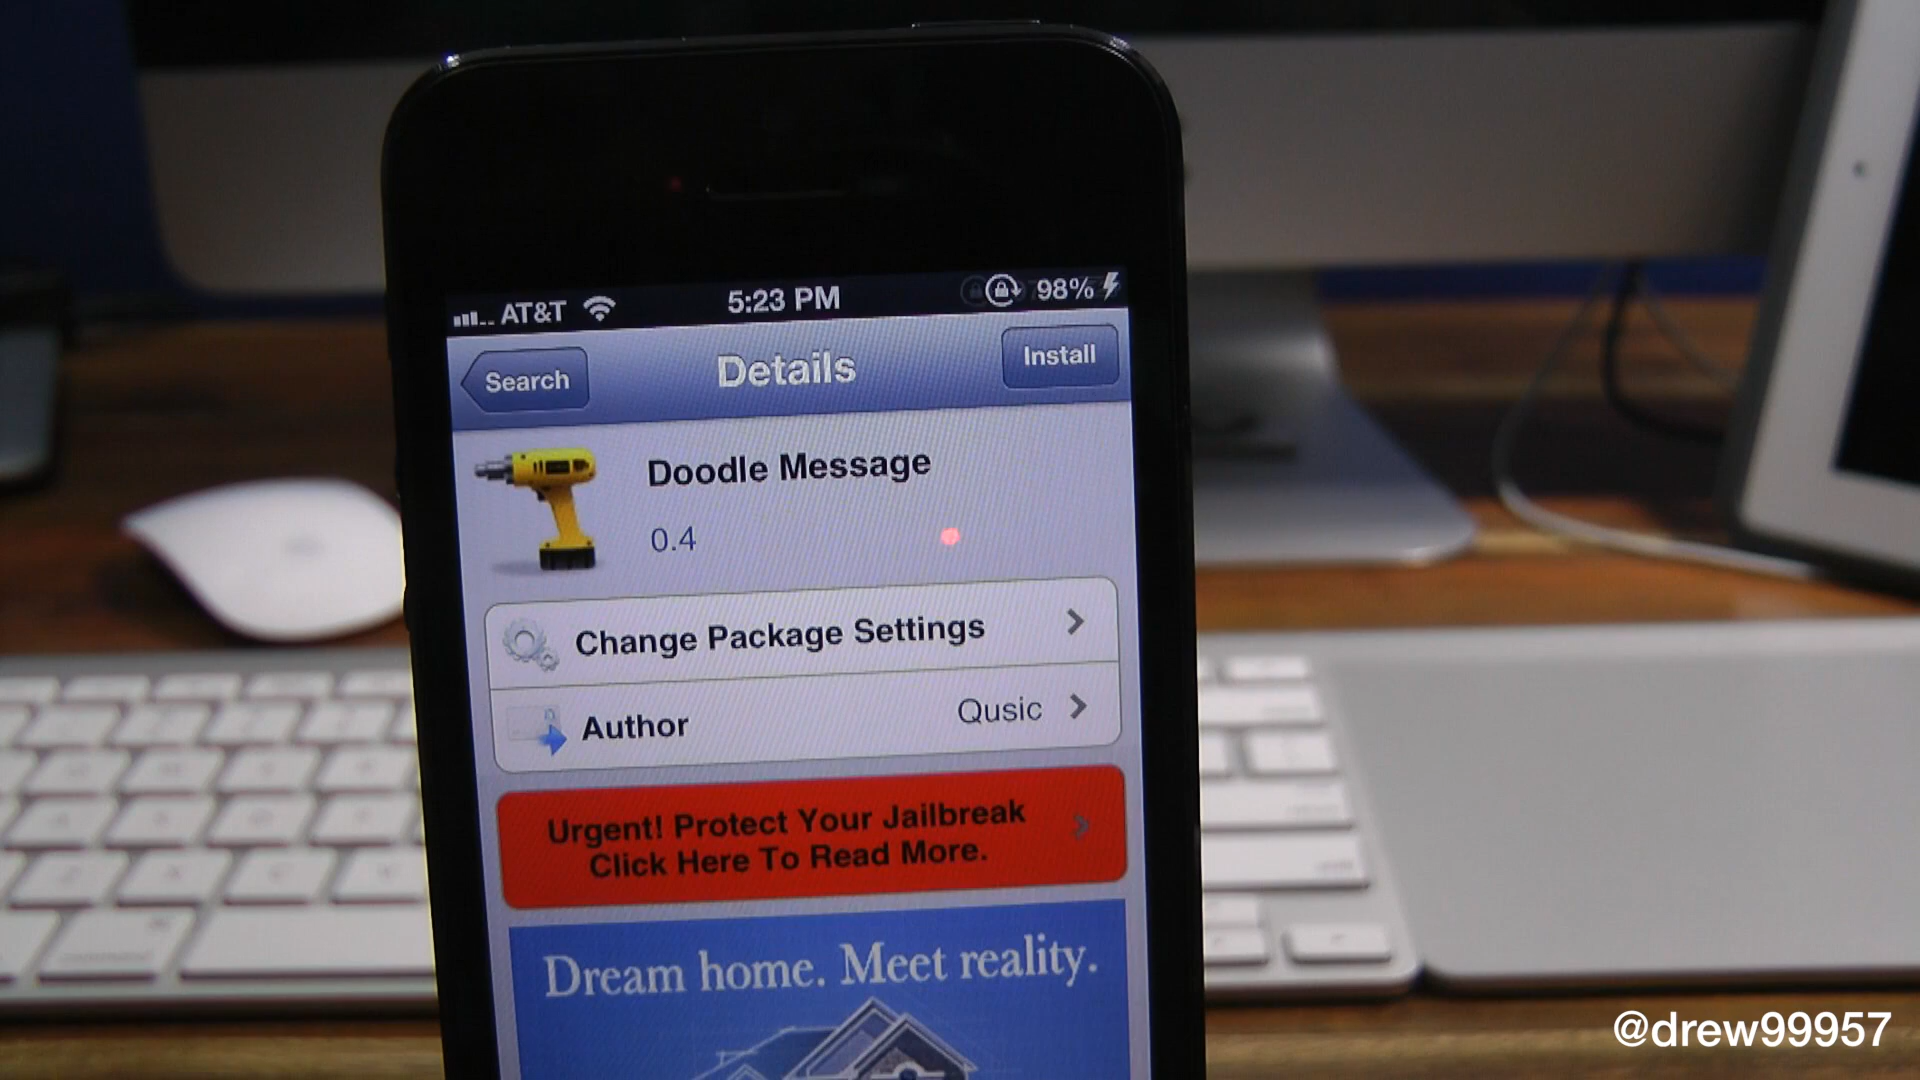 AT&T 5:23 PM 98%
Search Details Install
Doodle Message
0.4
Change Package Settings
Author Qusic
Urgent! Protect Your Jailbreak
Click Here To Read More.
Dream home. Meet reality.
@drew99957